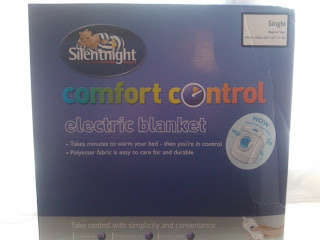 Silentnight
Single
comfort control
electric blanket
• Takes minutes to warm your bed - then you're in control
• Polyester fabric is easy to care for and durable
NOW
Take control with simplicity and convenience